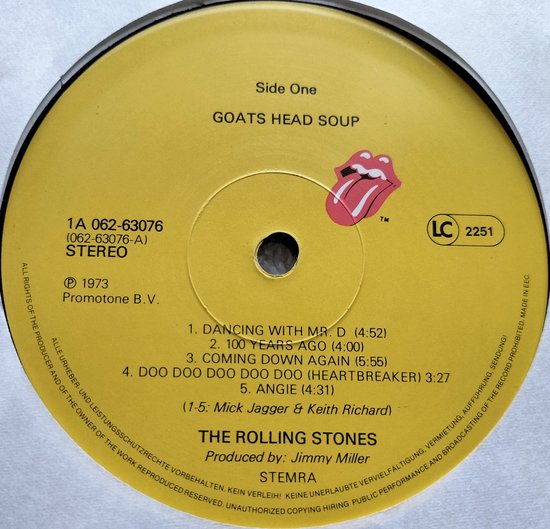 Side One
GOATS HEAD SOUP
TM
1A 062-63076
(062-63076-A)
STEREO
LC 2251
℗ 1973
Promotone B.V.
1. DANCING WITH MR. D (4:52)
2. 100 YEARS AGO (4:00)
3. COMING DOWN AGAIN (5:55)
4. DOO DOO DOO DOO DOO (HEARTBREAKER) 3:27
5. ANGIE (4:31)
(1-5: Mick Jagger & Keith Richard)
THE ROLLING STONES
Produced by: Jimmy Miller
STEMRA
ALLE URHEBER- UND LEISTUNGSSCHUTZRECHTE VORBEHALTEN. KEIN VERLEIH! KEINE UNERLAUBTE VERVIELFÄLTIGUNG, VERMIETUNG, AUFFÜHRUNG, SENDUNG!
ALL RIGHTS OF THE PRODUCER AND OF THE OWNER OF THE WORK REPRODUCED RESERVED. UNAUTHORIZED COPYING HIRING. PUBLIC PERFORMANCE AND BROADCASTING OF THE RECORD PROHIBITED. MADE IN EEC.